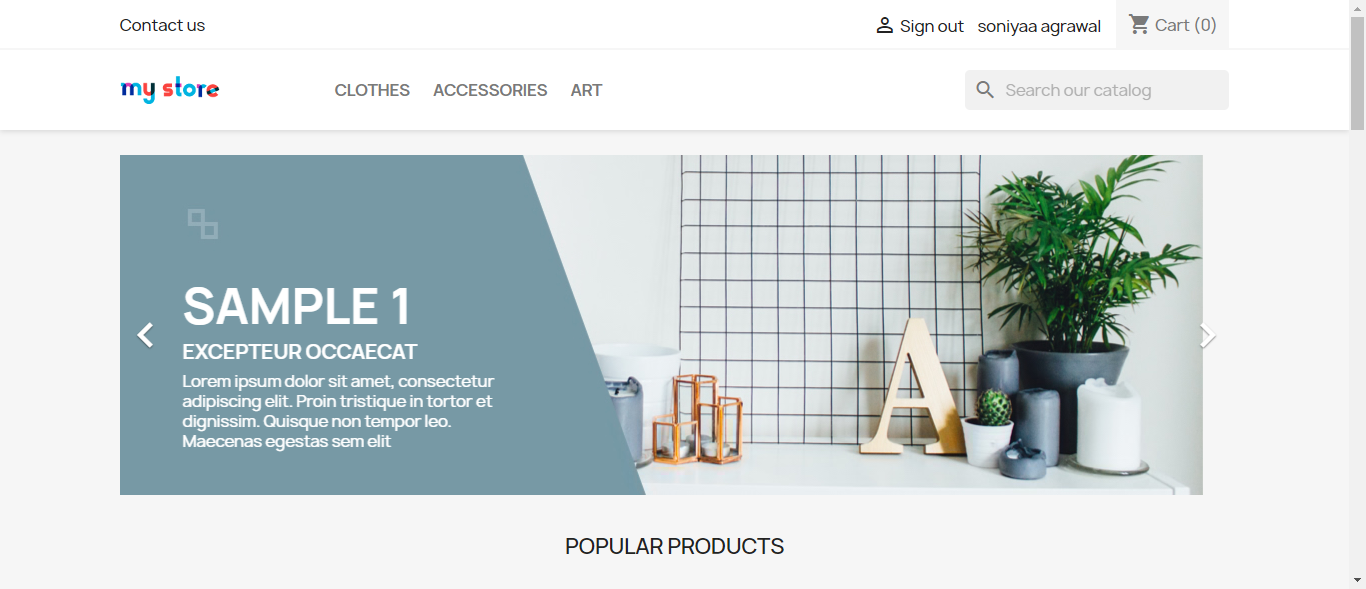 Contact us
Sign out soniyaa agrawal Cart (0)
my store
CLOTHES ACCESSORIES ART
Search our catalog
SAMPLE 1
EXCEPTEUR OCCAECAT
Lorem ipsum dolor sit amet, consectetur
adipiscing elit. Proin tristique in tortor et
dignissim. Quisque non tempor leo.
Maecenas egestas sem elit
A
POPULAR PRODUCTS